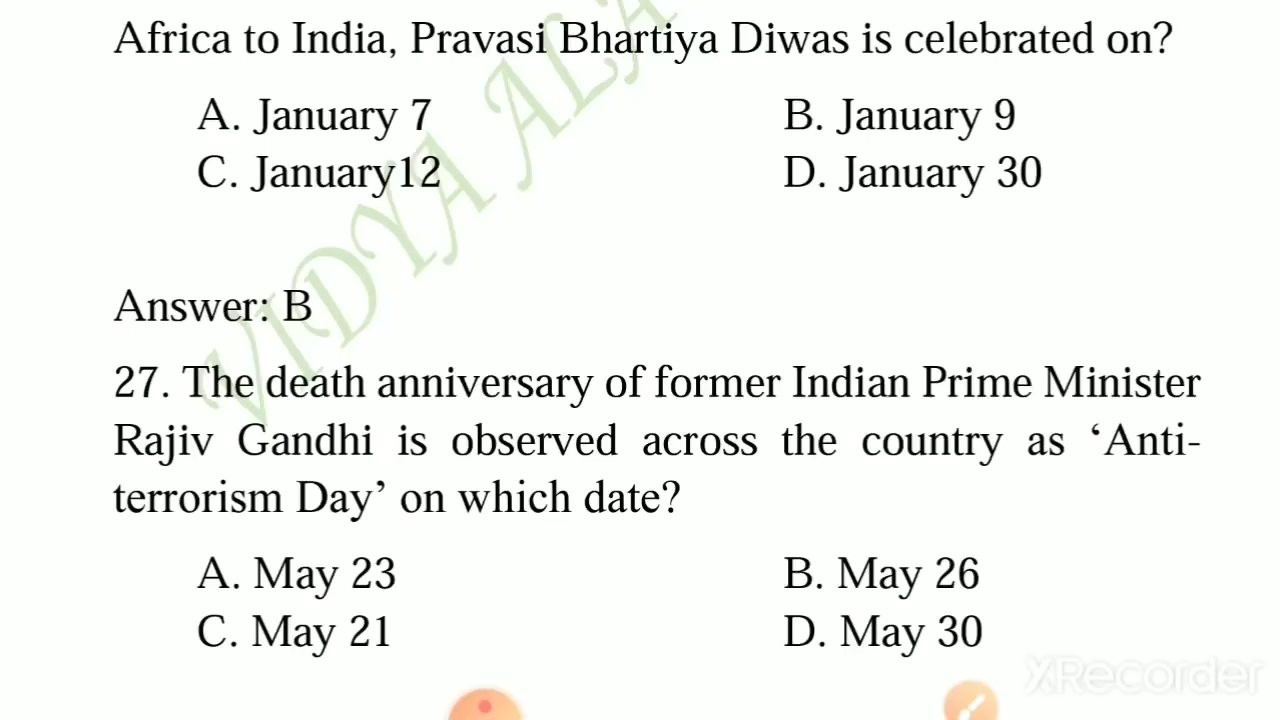 Africa to India, Pravasi Bhartiya Diwas is celebrated on?
A. January 7 B. January 9
C. January12 D. January 30
Answer: B
27. The death anniversary of former Indian Prime Minister
Rajiv Gandhi is observed across the country as ‘Anti-
terrorism Day’ on which date?
A. May 23 B. May 26
C. May 21 D. May 30
VIDYA ALA
XRecorder